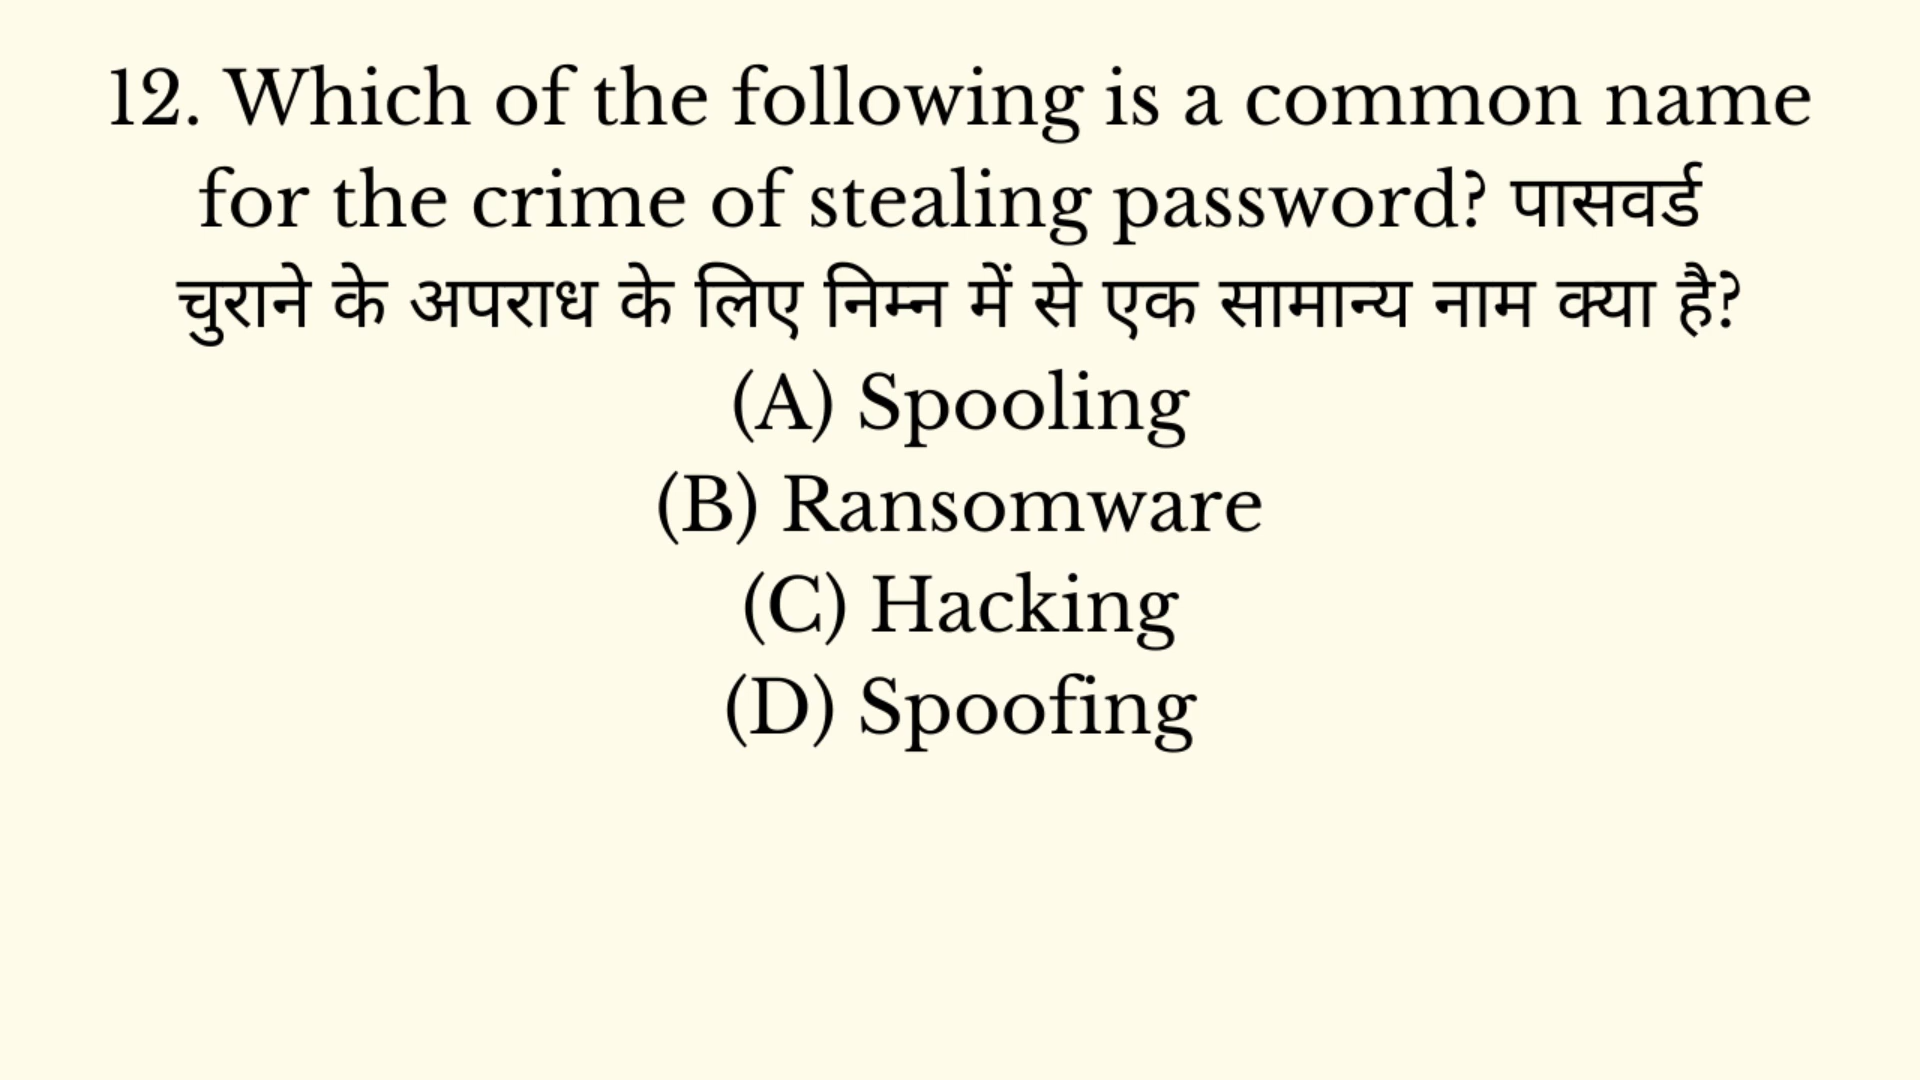 12. Which of the following is a common name
for the crime of stealing password? पासवर्ड
चुराने के अपराध के लिए निम्न में से एक सामान्य नाम क्या है?
(A) Spooling
(B) Ransomware
(C) Hacking
(D) Spoofing